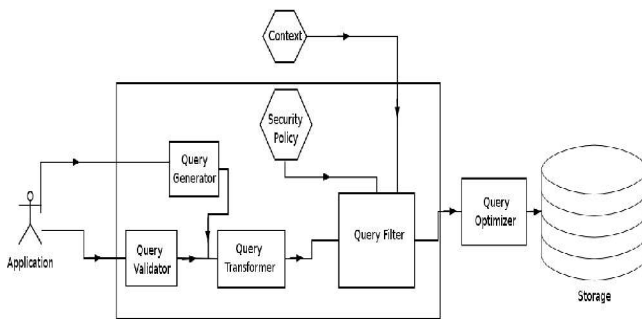 Context
Security
Policy
Query
Generator
Application
Query
Validator
Query
Transformer
Query Filter
Query
Optimizer
Storage